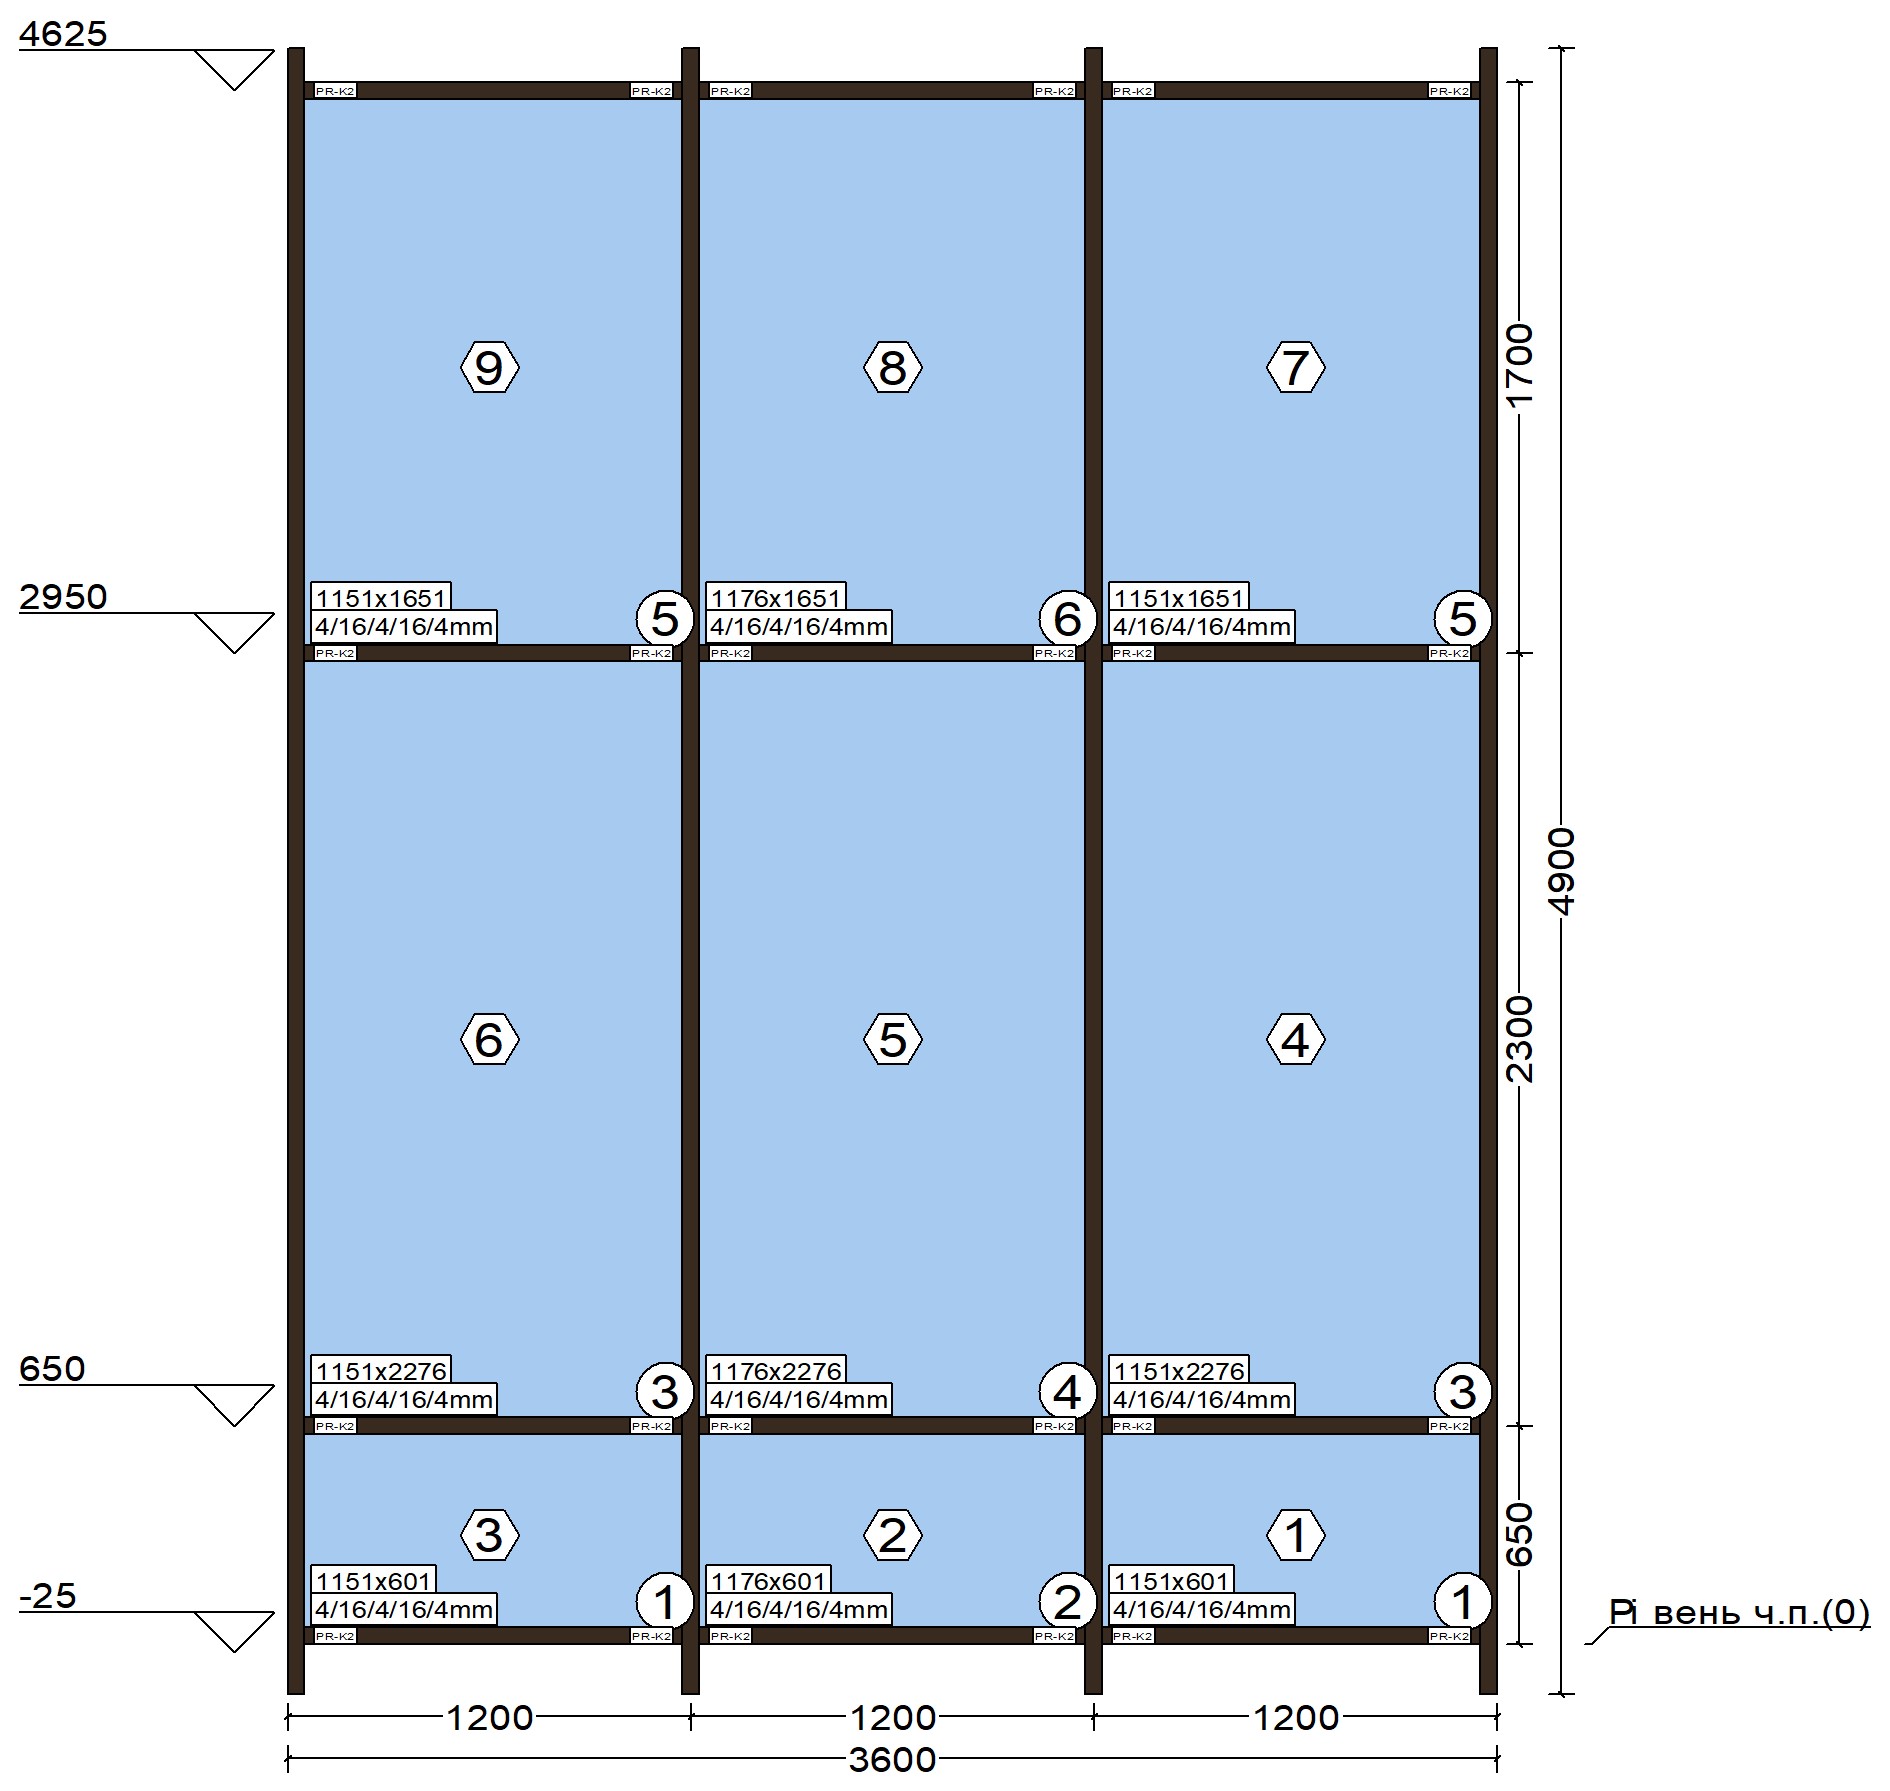 4625
PR-K2 PR-K2 PR-K2 PR-K2 PR-K2 PR-K2
9 8 7
1700
2950
1151x1651 1176x1651 1151x1651
4/16/4/16/4mm 5 4/16/4/16/4mm 6 4/16/4/16/4mm 5
PR-K2 PR-K2 PR-K2 PR-K2 PR-K2 PR-K2
4900
6 5 4
2300
650
1151x2276 1176x2276 1151x2276
4/16/4/16/4mm 3 4/16/4/16/4mm 4 4/16/4/16/4mm 3
PR-K2 PR-K2 PR-K2 PR-K2 PR-K2 PR-K2
3 2 1
650
-25
1151x601 1176x601 1151x601
4/16/4/16/4mm 1 4/16/4/16/4mm 2 4/16/4/16/4mm 1
Рі вень ч.п.(0)
PR-K2 PR-K2 PR-K2 PR-K2 PR-K2 PR-K2
1200 1200 1200
3600